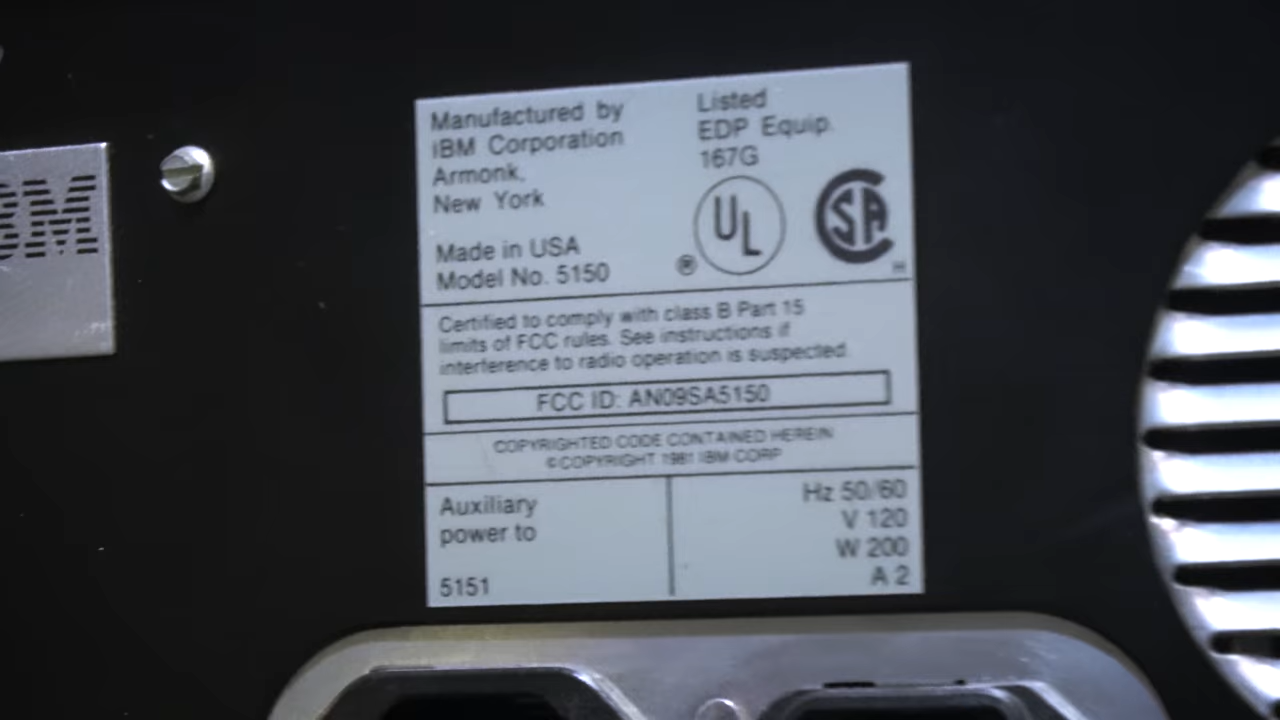 BM
Manufactured by
IBM Corporation
Armonk,
New York
Made in USA
Model No. 5150
Listed
EDP Equip.
167G
UL
®
SA
Certified to comply with class B Part 15
limits of FCC rules. See instructions if
interference to radio operation is suspected.
FCC ID: AN09SA5150
COPYRIGHTED CODE CONTAINED HEREIN
©COPYRIGHT 1981 IBM CORP
Auxiliary
power to
5151
Hz 50/60
V 120
W 200
A 2